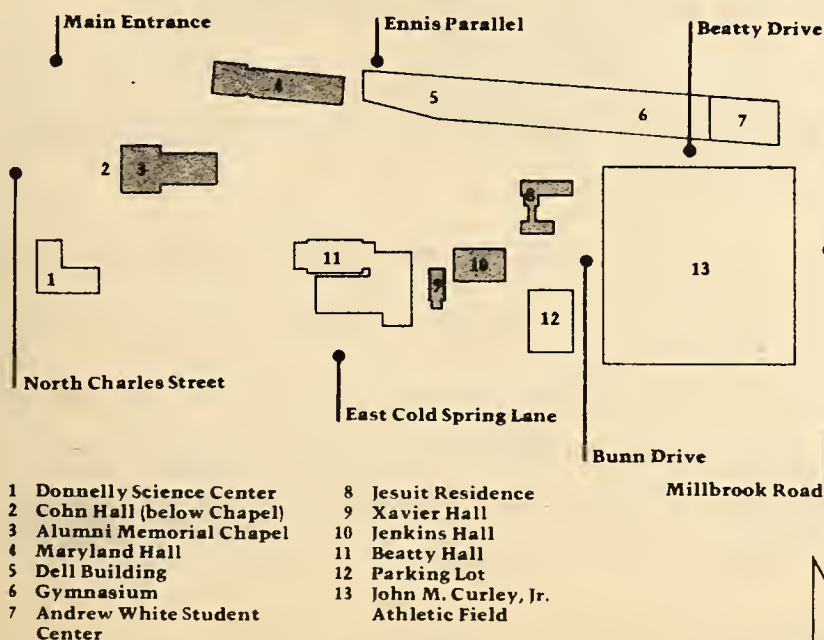 Main Entrance
Ennis Parallel
Beatty Drive
4
5
6
7
2
3
8
11
10
13
1
9
12
North Charles Street
East Cold Spring Lane
Bunn Drive
Millbrook Road
1 Donnelly Science Center
2 Cohn Hall (below Chapel)
3 Alumni Memorial Chapel
4 Maryland Hall
5 Dell Building
6 Gymnasium
7 Andrew White Student
Center
8 Jesuit Residence
9 Xavier Hall
10 Jenkins Hall
11 Beatty Hall
12 Parking Lot
13 John M. Curley, Jr.
Athletic Field